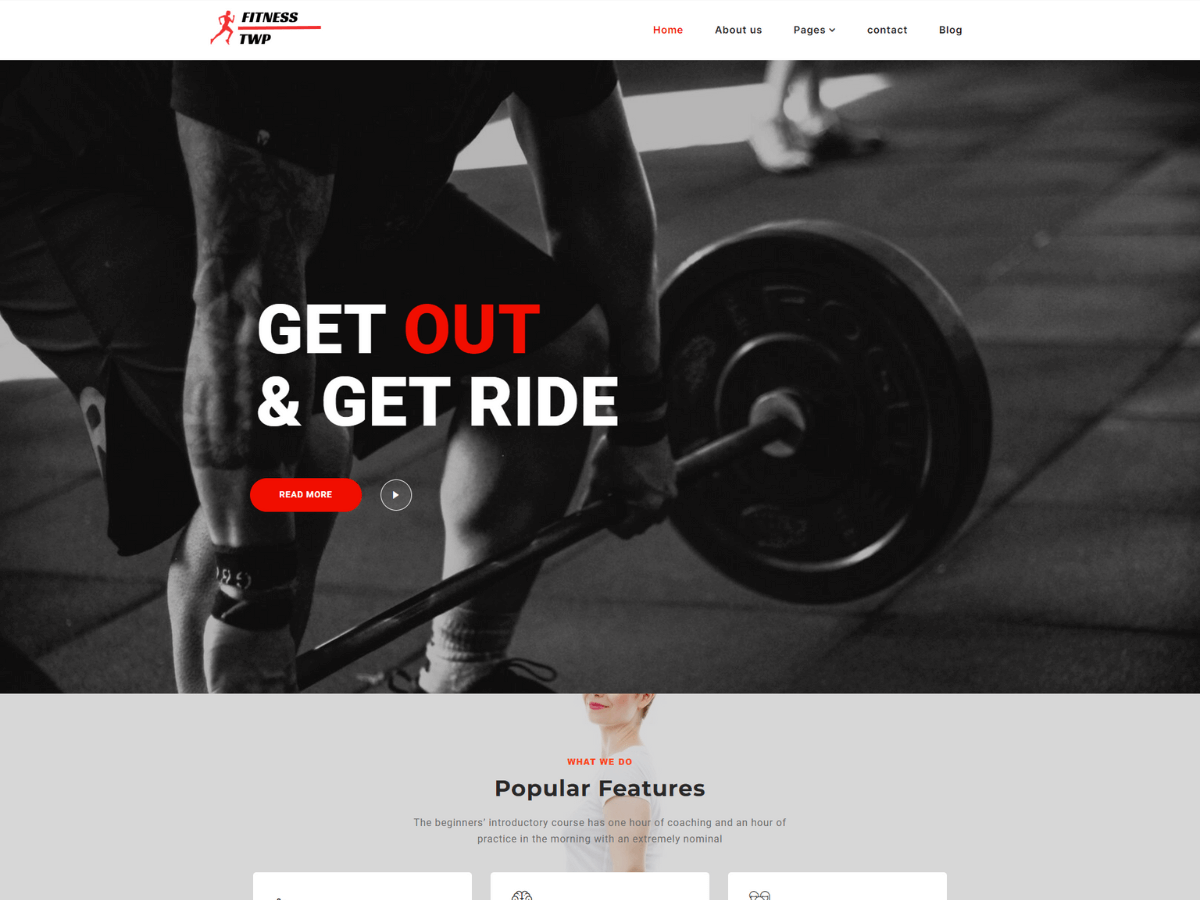 FITNESS
TWP
Home
About us
Pages
contact
Blog
GET OUT
& GET RIDE
READ MORE
WHAT WE DO
Popular Features
The beginners' introductory course has one hour of coaching and an hour of
practice in the morning with an extremely nominal